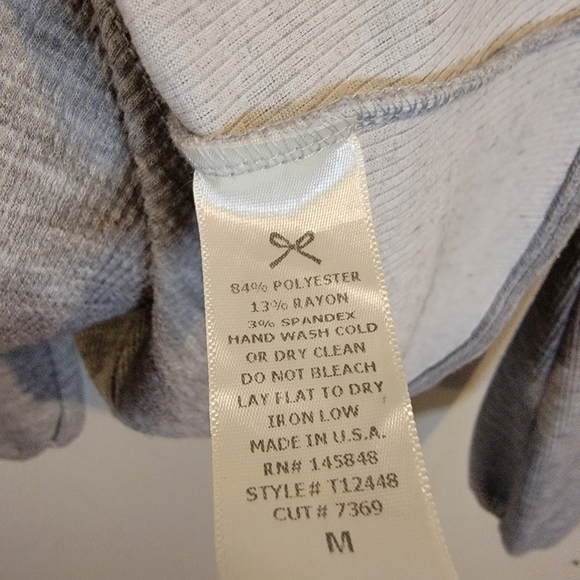 84% POLYESTER
13% RAYON
3% SPANDEX
HAND WASH COLD
OR DRY CLEAN
DO NOT BLEACH
LAY FLAT TO DRY
IRON LOW
MADE IN U.S.A.
RN# 145848
STYLE# T12448
CUT# 7369
M